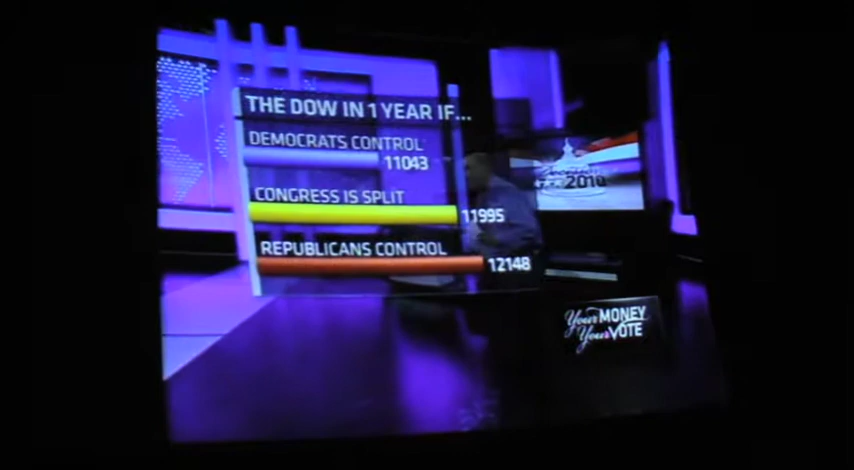 THE DOW IN 1 YEAR IF...
DEMOCRATS CONTROL
11043
CONGRESS IS SPLIT
11995
REPUBLICANS CONTROL
12148
Decision
2010
Your MONEY
Your VOTE